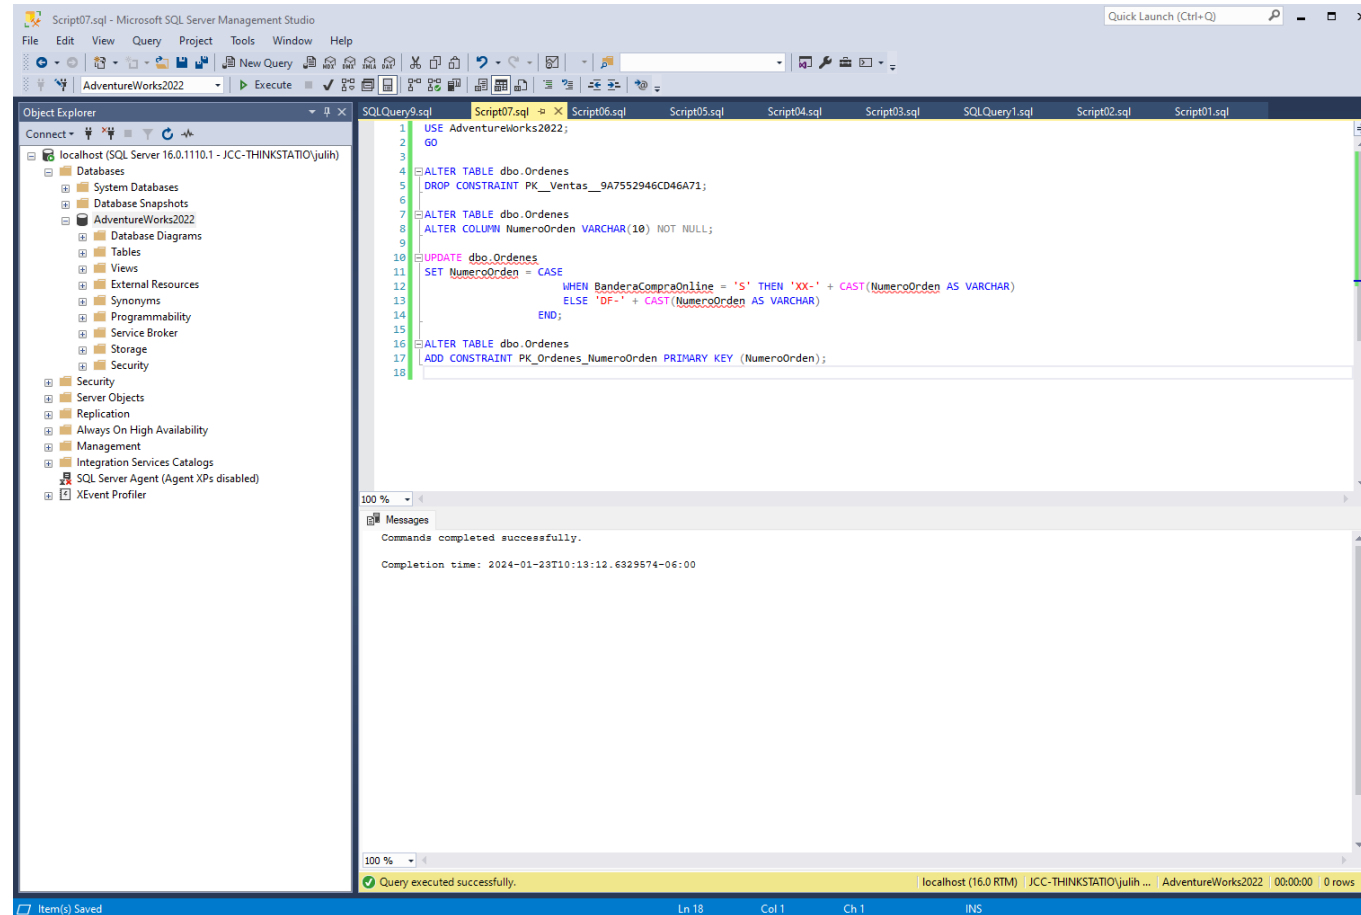 Script07.sql - Microsoft SQL Server Management Studio
Quick Launch (Ctrl+Q)
File Edit View Query Project Tools Window Help
New Query
AdventureWorks2022 Execute
Object Explorer
Connect
localhost (SQL Server 16.0.1110.1 - JCC-THINKSTATIO\julih)
Databases
System Databases
Database Snapshots
AdventureWorks2022
Database Diagrams
Tables
Views
External Resources
Synonyms
Programmability
Service Broker
Storage
Security
Security
Server Objects
Replication
Always On High Availability
Management
Integration Services Catalogs
SQL Server Agent (Agent XPs disabled)
XEvent Profiler
SQLQuery9.sql Script07.sql Script06.sql Script05.sql Script04.sql Script03.sql SQLQuery1.sql Script02.sql Script01.sql
1 USE AdventureWorks2022;
2 GO
3
4 ALTER TABLE dbo.Ordenes
5 DROP CONSTRAINT PK__Ventas__9A7552946CD46A71;
6
7 ALTER TABLE dbo.Ordenes
8 ALTER COLUMN NumeroOrden VARCHAR(10) NOT NULL;
9
10 UPDATE dbo.Ordenes
11 SET NumeroOrden = CASE
12 WHEN BanderaCompraOnline = 'S' THEN 'XX-' + CAST(NumeroOrden AS VARCHAR)
13 ELSE 'DF-' + CAST(NumeroOrden AS VARCHAR)
14 END;
15
16 ALTER TABLE dbo.Ordenes
17 ADD CONSTRAINT PK_Ordenes_NumeroOrden PRIMARY KEY (NumeroOrden);
18
100 %
Messages
Commands completed successfully.
Completion time: 2024-01-23T10:13:12.6329574-06:00
100 %
Query executed successfully. localhost (16.0 RTM) JCC-THINKSTATIO\julih ... AdventureWorks2022 00:00:00 0 rows
Item(s) Saved Ln 18 Col 1 Ch 1 INS